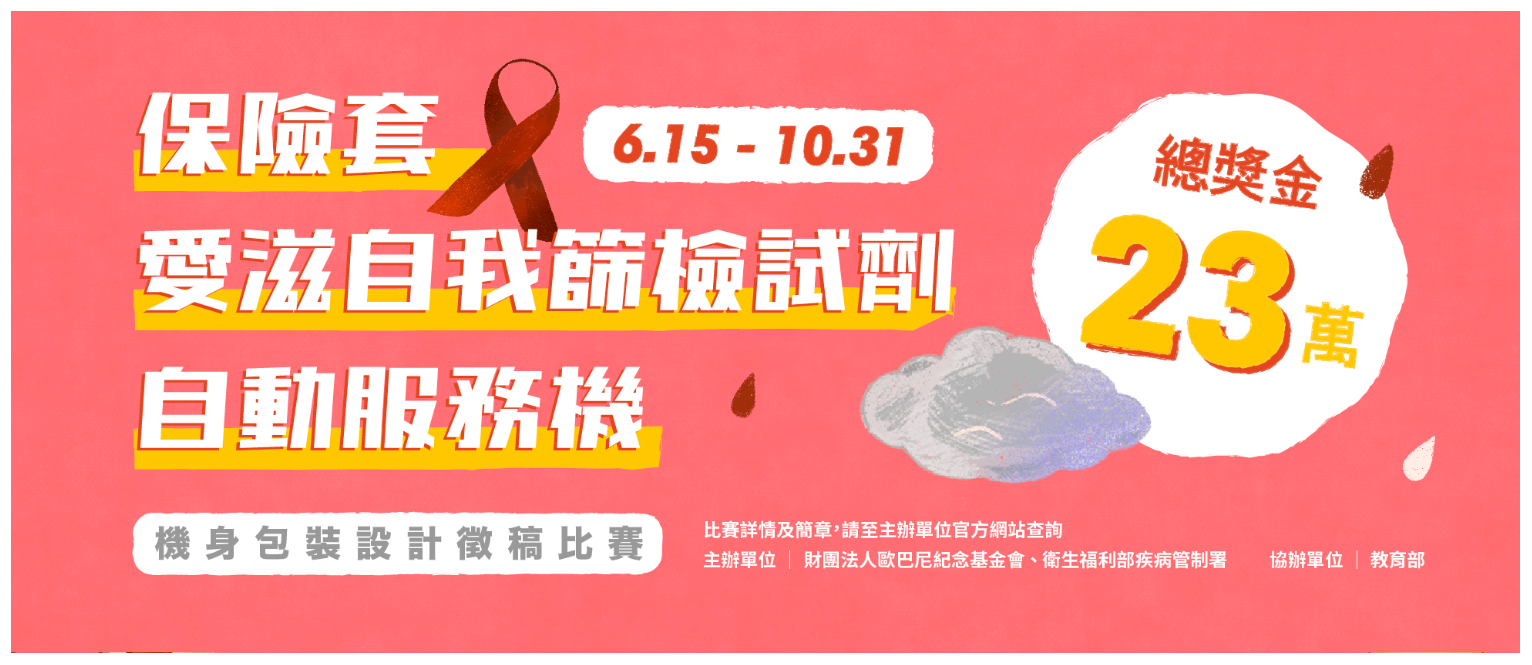 保險套
6.15 - 10.31
愛滋自我篩檢試劑
自動服務機
機身包裝設計徵稿比賽
總獎金
23萬
比賽詳情及簡章，請至主辦單位官方網站查詢
主辦單位｜財團法人歐巴尼紀念基金會、衛生福利部疾病管制署 協辦單位｜教育部